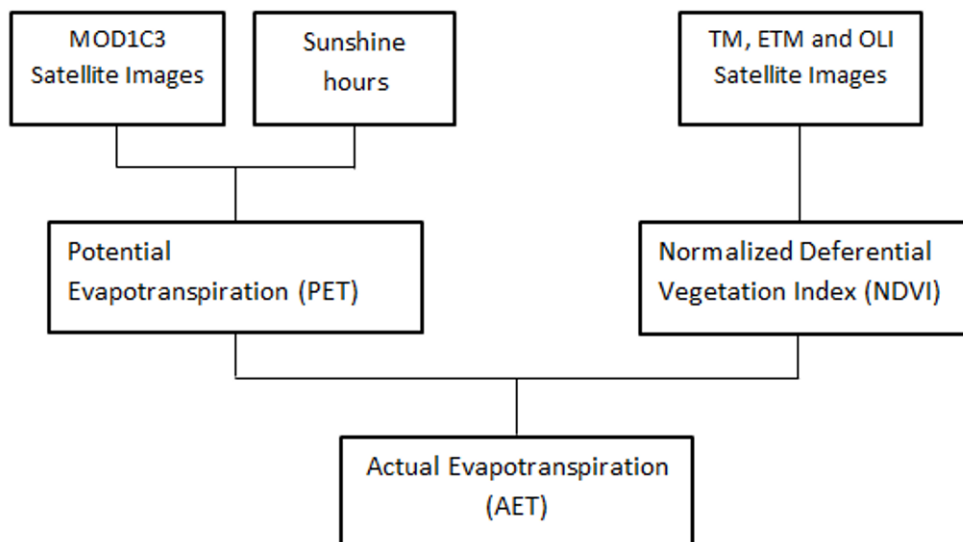 MOD1C3
Satellite Images
Sunshine
hours
TM, ETM and OLI
Satellite Images
Potential
Evapotranspiration (PET)
Normalized Deferential
Vegetation Index (NDVI)
Actual Evapotranspiration
(AET)